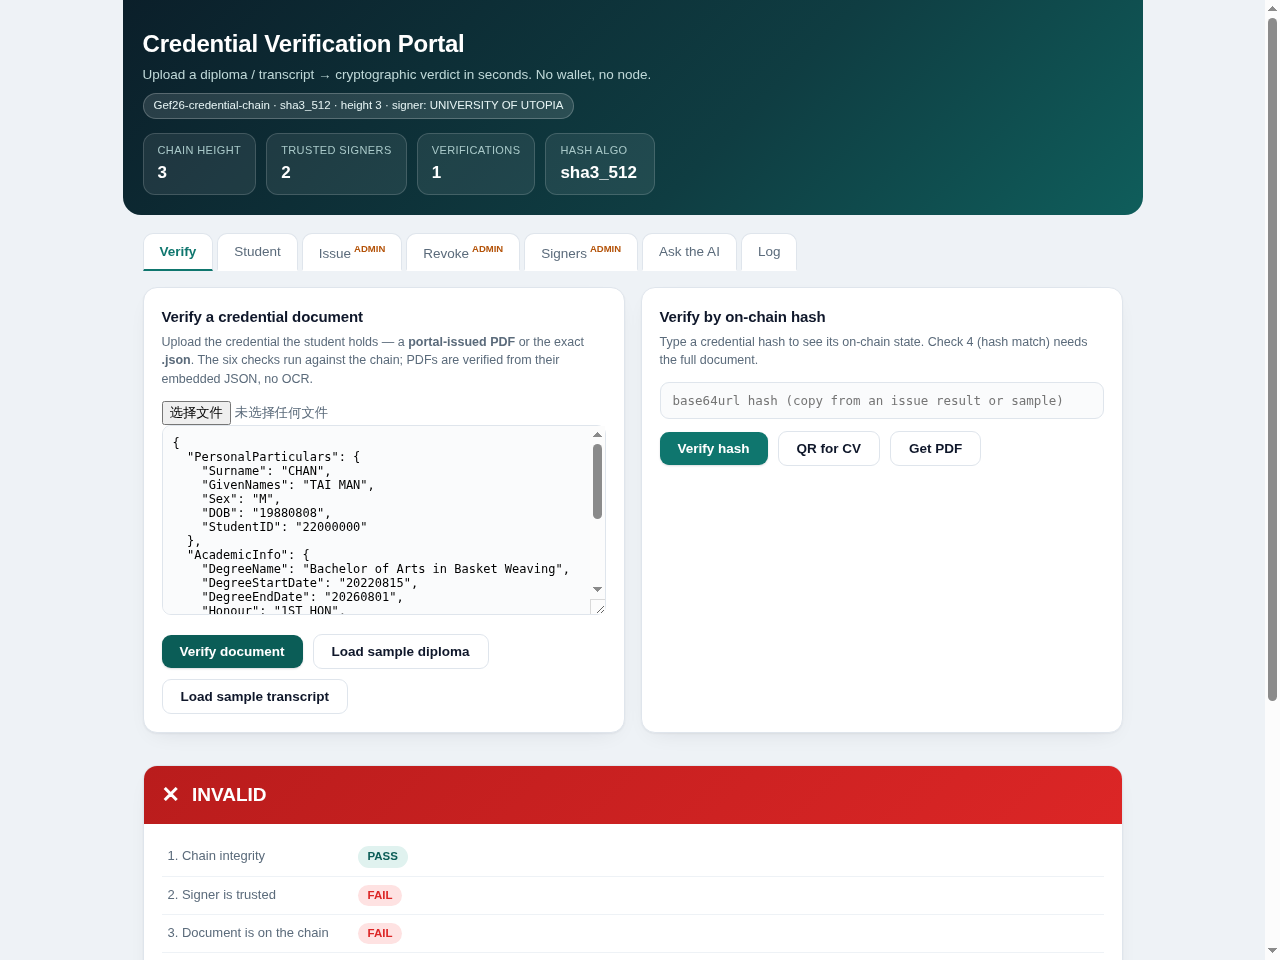 Credential Verification Portal
Upload a diploma / transcript → cryptographic verdict in seconds. No wallet, no node.
Gef26-credential-chain · sha3_512 · height 3 · signer: UNIVERSITY OF UTOPIA
CHAIN HEIGHT
3
TRUSTED SIGNERS
2
VERIFICATIONS
1
HASH ALGO
sha3_512
Verify
Student
Issue ADMIN
Revoke ADMIN
Signers ADMIN
Ask the AI
Log
Verify a credential document
Upload the credential the student holds — a portal-issued PDF or the exact
.json. The six checks run against the chain; PDFs are verified from their
embedded JSON, no OCR.
选择文件 未选择任何文件
{
"PersonalParticulars": {
"Surname": "CHAN",
"GivenNames": "TAI MAN",
"Sex": "M",
"DOB": "19880808",
"StudentID": "22000000"
},
"AcademicInfo": {
"DegreeName": "Bachelor of Arts in Basket Weaving",
"DegreeStartDate": "20220815",
"DegreeEndDate": "20260801",
"Honour": "1ST HON",
Verify document
Load sample diploma
Load sample transcript
Verify by on-chain hash
Type a credential hash to see its on-chain state. Check 4 (hash match) needs
the full document.
base64url hash (copy from an issue result or sample)
Verify hash
QR for CV
Get PDF
✕ INVALID
1. Chain integrity PASS
2. Signer is trusted FAIL
3. Document is on the chain FAIL